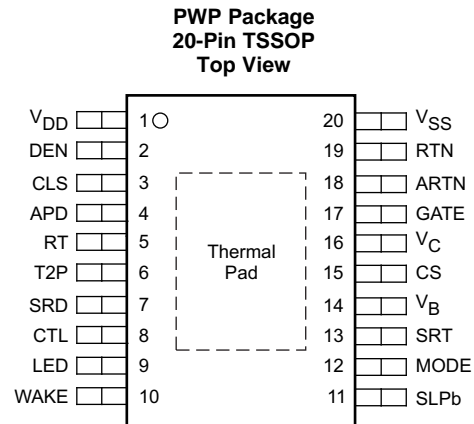 PWP Package
20-Pin TSSOP
Top View
VDD 1 20 VSS
DEN 2 19 RTN
CLS 3 18 ARTN
APD 4 17 GATE
RT 5 16 VC
T2P 6 15 CS
SRD 7 14 VB
CTL 8 13 SRT
LED 9 12 MODE
WAKE 10 11 SLPb
Thermal
Pad